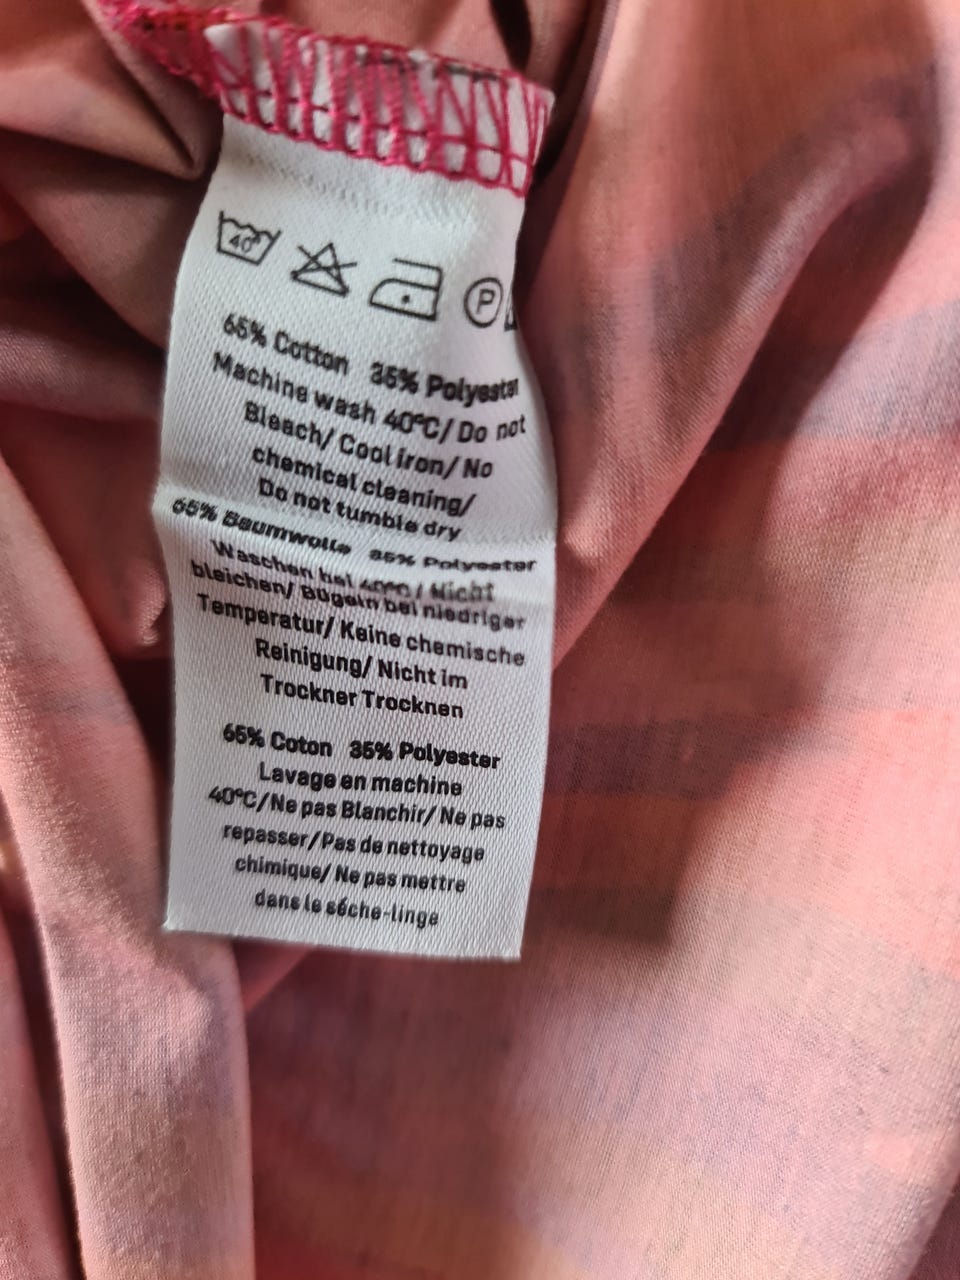 40°
P
65% Cotton 35% Polyester
Machine wash 40°C/ Do not
Bleach/ Cool iron/ No
chemical cleaning/
Do not tumble dry
65% Baumwolle 35% Polyester
Waschen bei 40°C / Nicht
bleichen/ Bügeln bei niedriger
Temperatur/ Keine chemische
Reinigung/ Nicht im
Trockner Trocknen
65% Coton 35% Polyester
Lavage en machine
40°C/Ne pas Blanchir/ Ne pas
repasser/Pas de nettoyage
chimique/ Ne pas mettre
dans le séche-linge